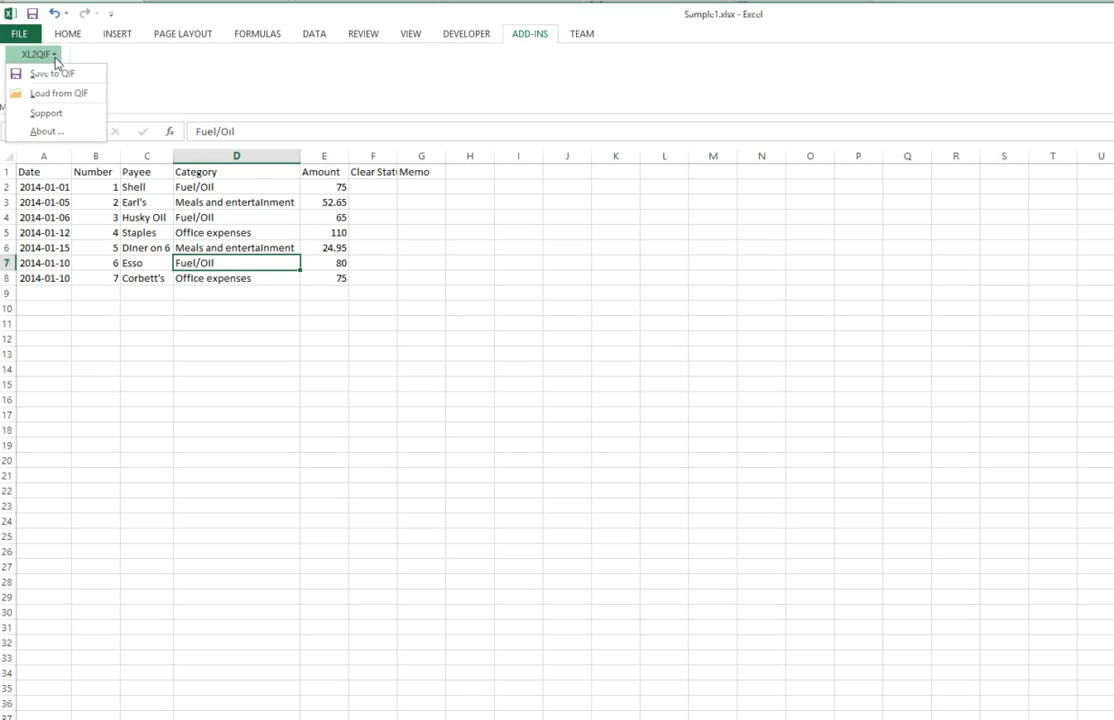 Sample1.xlsx - Excel
FILE HOME INSERT PAGE LAYOUT FORMULAS DATA REVIEW VIEW DEVELOPER ADD-INS TEAM
XL2QIF
Save to QIF
Load from QIF
Support
About ...
fx Fuel/Oil
A B C D E F G H I J K L M N O P Q R S T U
1 Date Number Payee Category Amount Clear Stat Memo
2 2014-01-01 1 Shell Fuel/Oil 75
3 2014-01-05 2 Earl's Meals and entertainment 52.65
4 2014-01-06 3 Husky Oil Fuel/Oil 65
5 2014-01-12 4 Staples Office expenses 110
6 2014-01-15 5 Diner on 6 Meals and entertainment 24.95
7 2014-01-10 6 Esso Fuel/Oil 80
8 2014-01-10 7 Corbett's Office expenses 75
9
10
11
12
13
14
15
16
17
18
19
20
21
22
23
24
25
26
27
28
29
30
31
32
33
34
35
36
37